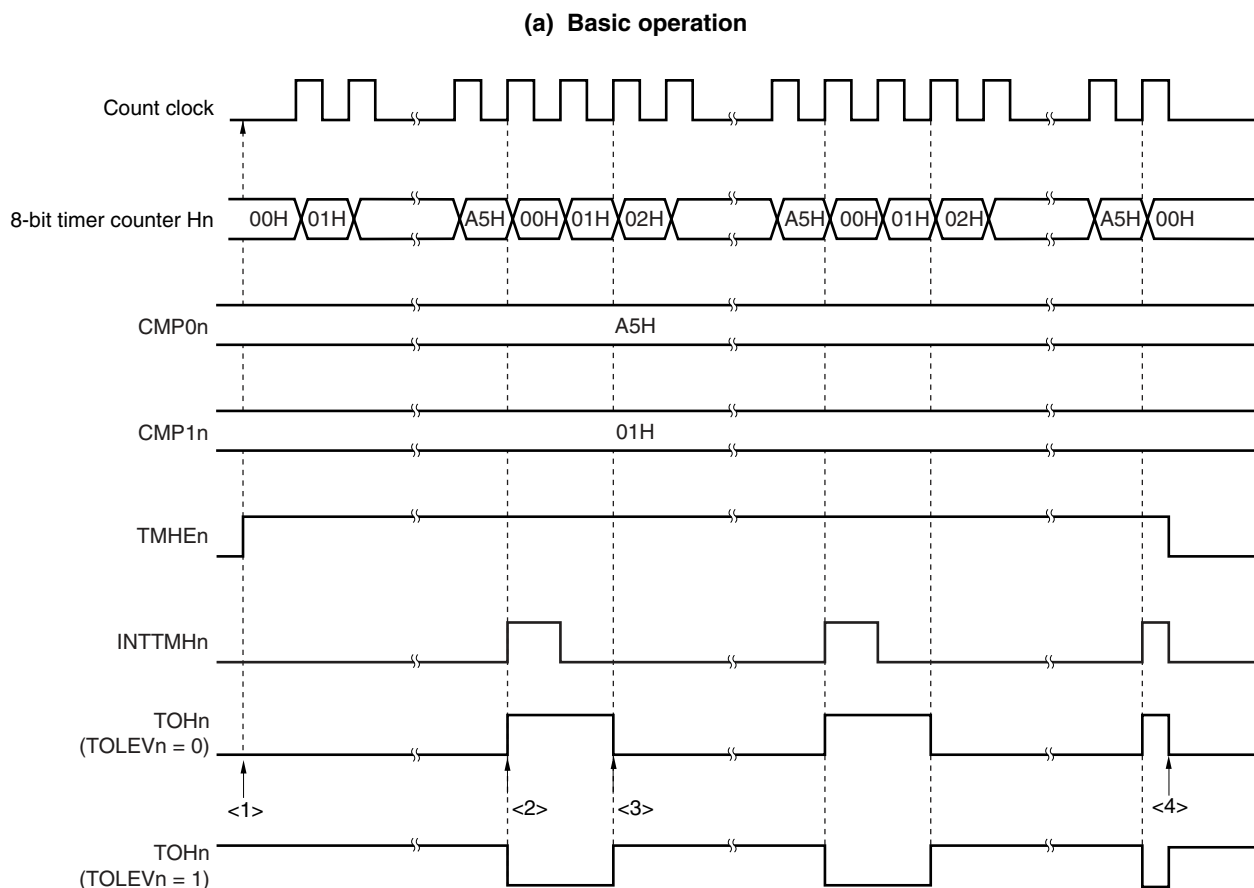 (a) Basic operation
Count clock
8-bit timer counter Hn
00H 01H A5H 00H 01H 02H A5H 00H 01H 02H A5H 00H
CMP0n
A5H
CMP1n
01H
TMHEn
INTTMHn
TOHn
(TOLEVn = 0)
<1> <2> <3> <4>
TOHn
(TOLEVn = 1)